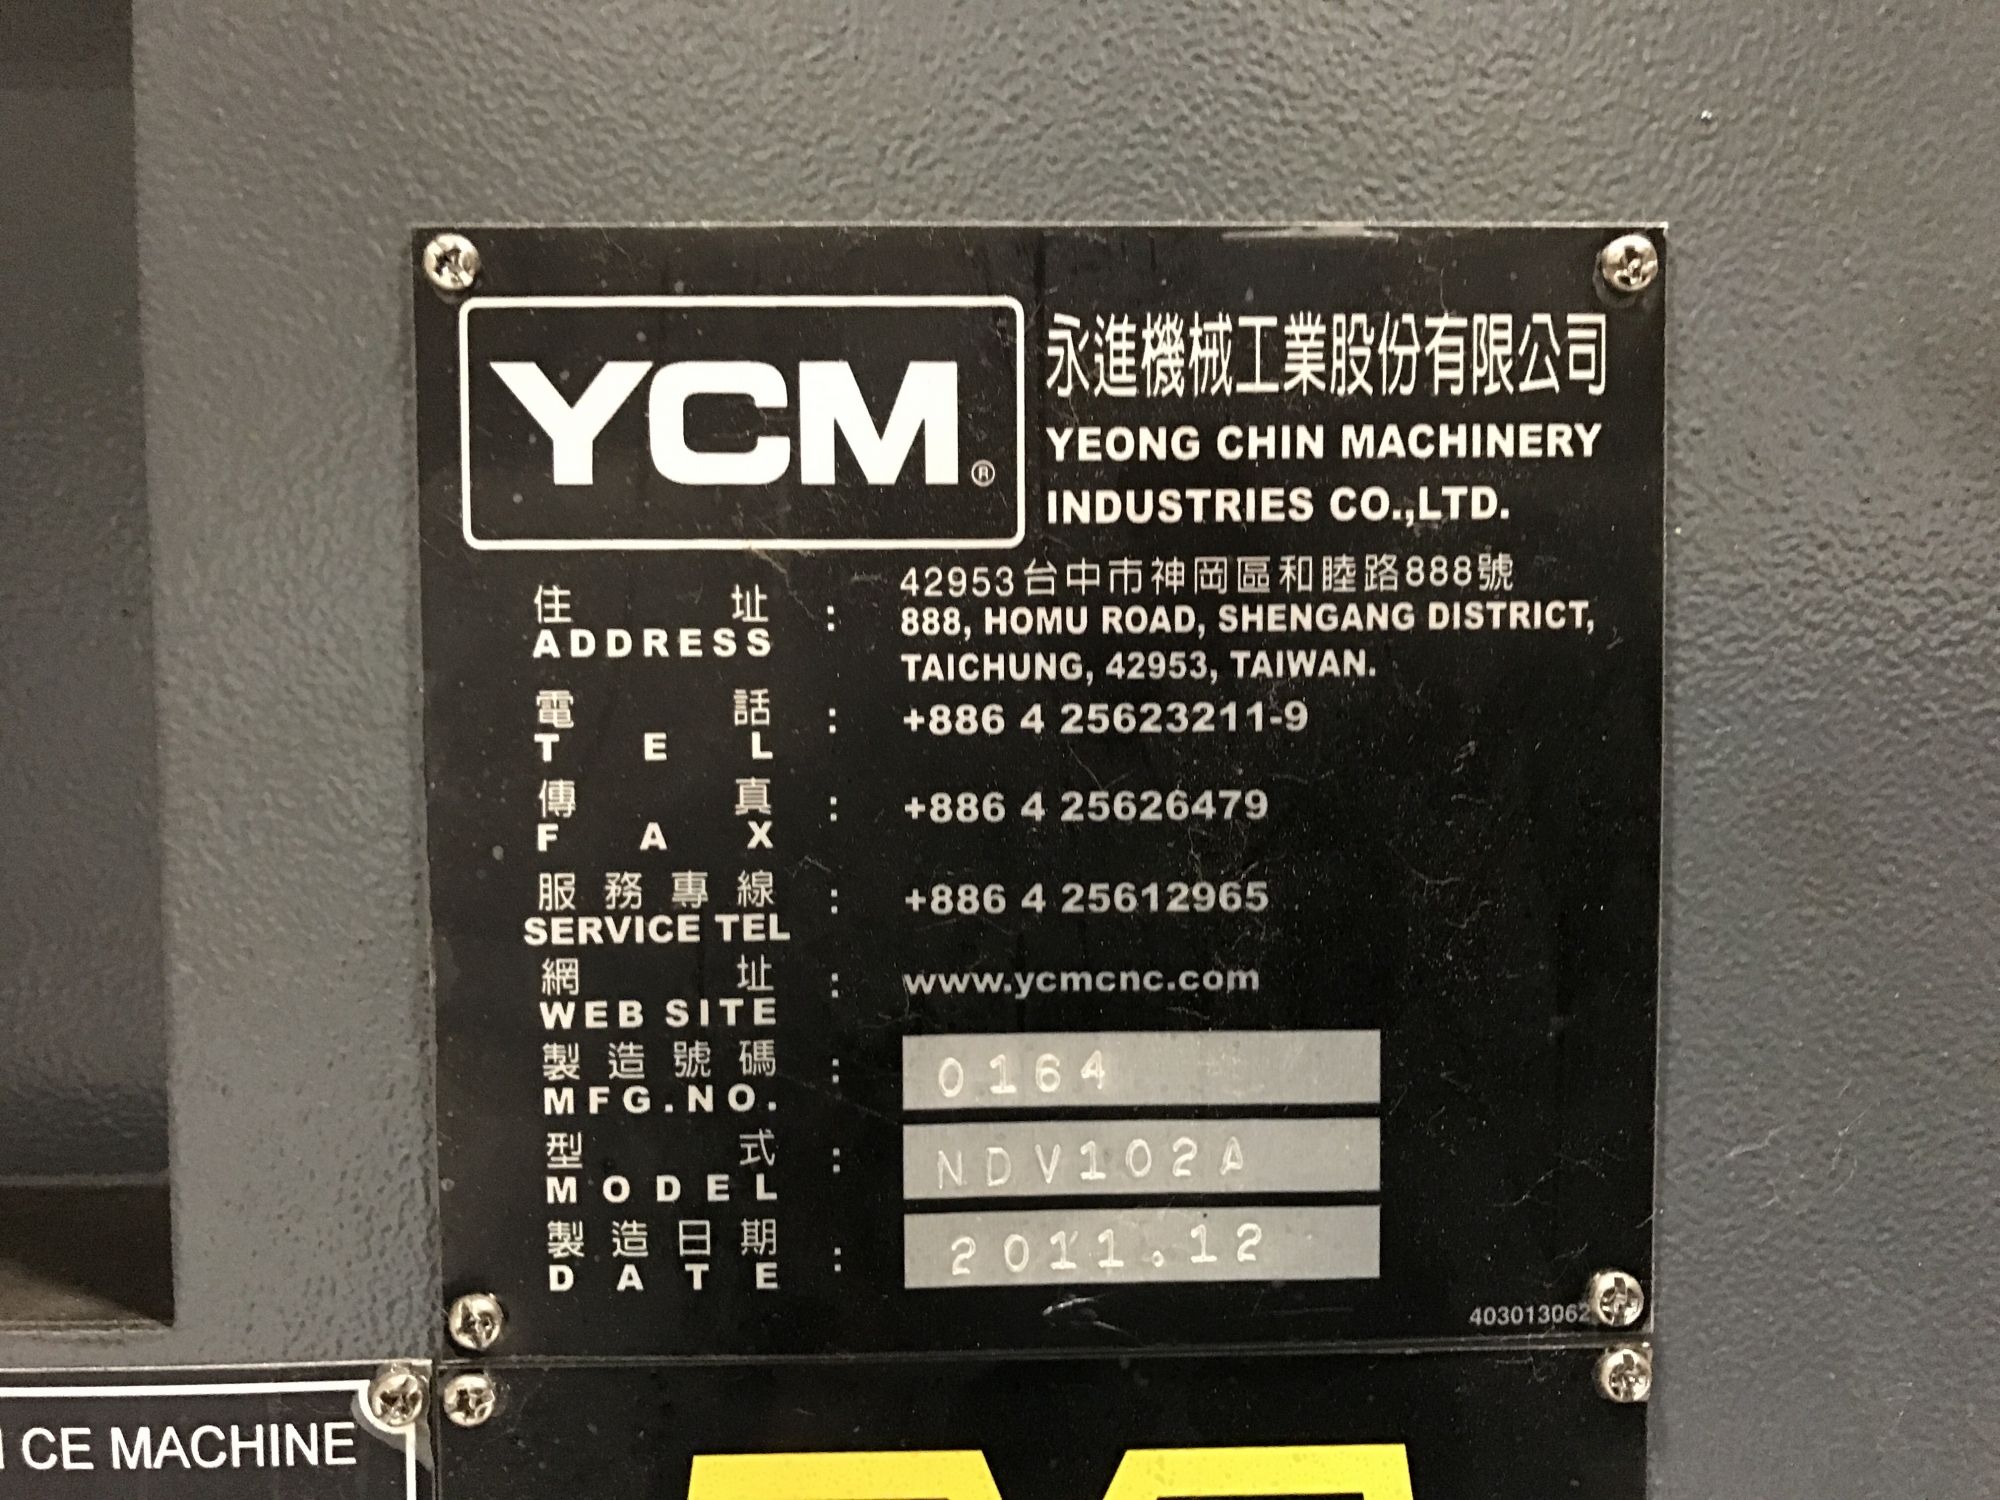 YCM®
永進機械工業股份有限公司
YEONG CHIN MACHINERY
INDUSTRIES CO.,LTD.
住址 : 42953台中市神岡區和睦路888號
ADDRESS 888, HOMU ROAD, SHENGANG DISTRICT,
TAICHUNG, 42953, TAIWAN.
電話 : +886 4 25623211-9
TEL
傳真 : +886 4 25626479
FAX
服務專線 : +886 4 25612965
SERVICE TEL
網址 : www.ycmcnc.com
WEB SITE
製造號碼 : 0164
MFG.NO.
型式 : NDV102A
MODEL
製造日期 : 2011.12
DATE
403013062
CE MACHINE